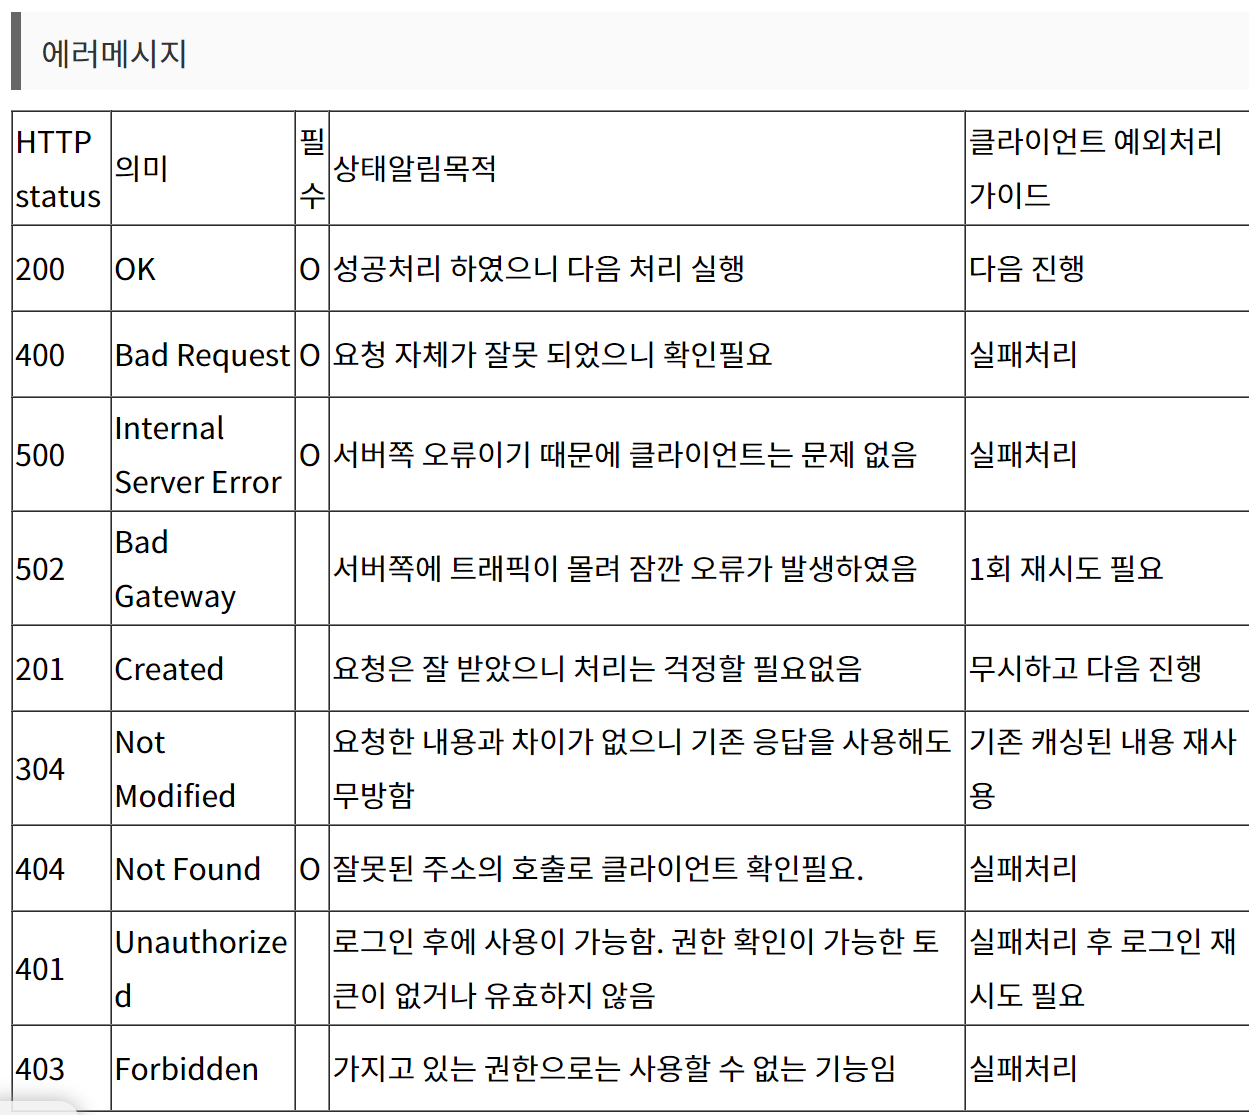 에러메시지
HTTP status 의미 필수 상태알림목적 클라이언트 예외처리 가이드
200 OK O 성공처리 하였으니 다음 처리 실행 다음 진행
400 Bad Request O 요청 자체가 잘못 되었으니 확인필요 실패처리
500 Internal Server Error O 서버쪽 오류이기 때문에 클라이언트는 문제 없음 실패처리
502 Bad Gateway 서버쪽에 트래픽이 몰려 잠깐 오류가 발생하였음 1회 재시도 필요
201 Created 요청은 잘 받았으니 처리는 걱정할 필요없음 무시하고 다음 진행
304 Not Modified 요청한 내용과 차이가 없으니 기존 응답을 사용해도 무방함 기존 캐싱된 내용 재사용
404 Not Found O 잘못된 주소의 호출로 클라이언트 확인필요. 실패처리
401 Unauthorized 로그인 후에 사용이 가능함. 권한 확인이 가능한 토큰이 없거나 유효하지 않음 실패처리 후 로그인 재시도 필요
403 Forbidden 가지고 있는 권한으로는 사용할 수 없는 기능임 실패처리